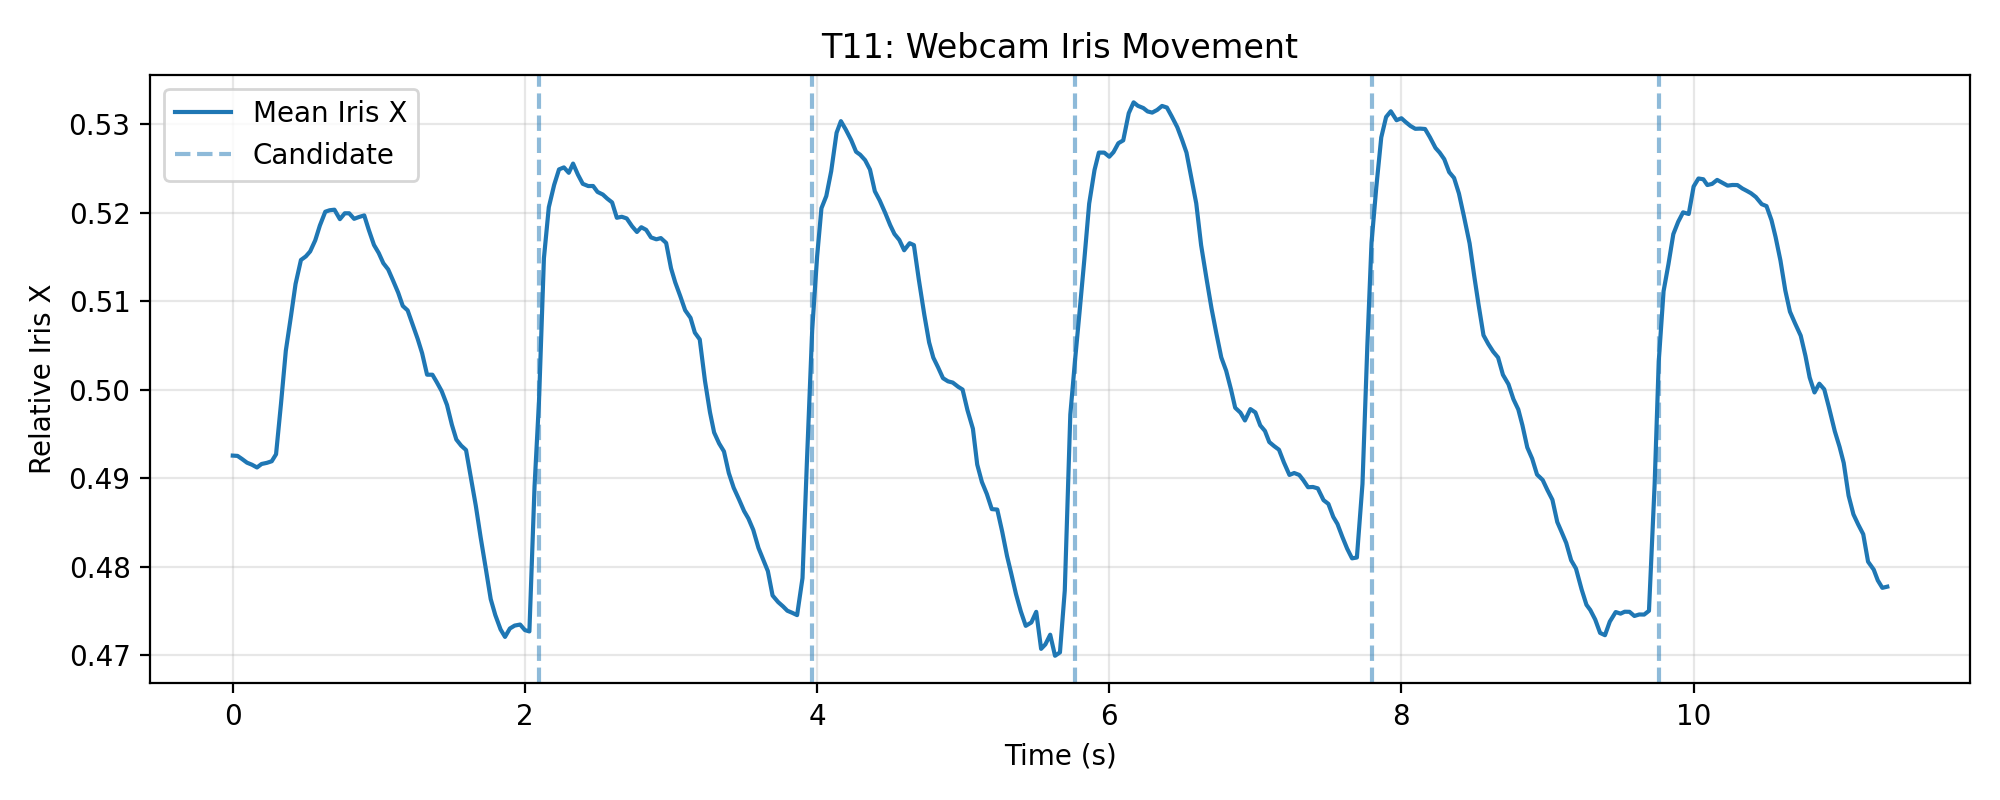 T11: Webcam Iris Movement
Mean Iris X
Candidate
Relative Iris X
0.53
0.52
0.51
0.50
0.49
0.48
0.47
0 2 4 6 8 10
Time (s)